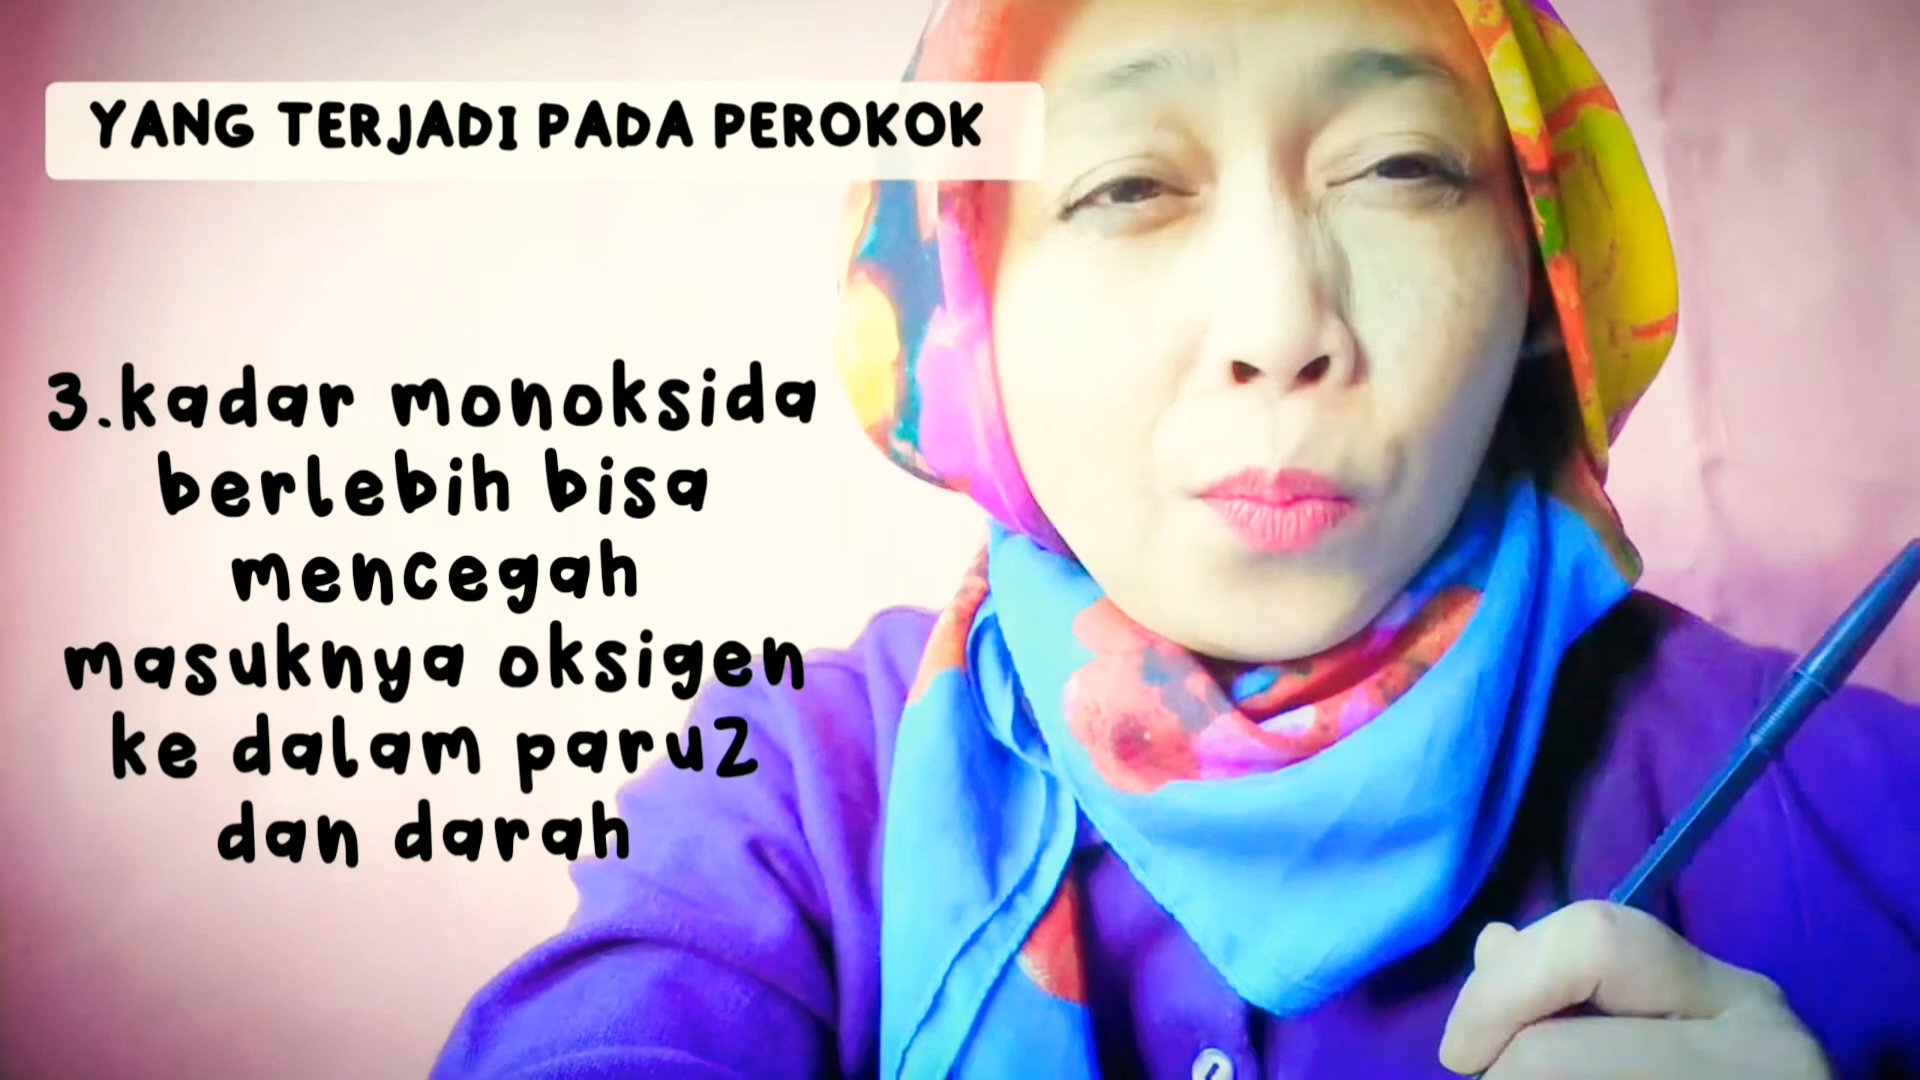 YANG TERJADI PADA PEROKOK
3.kadar monoksida
berlebih bisa
mencegah
masuknya oksigen
ke dalam paru2
dan darah